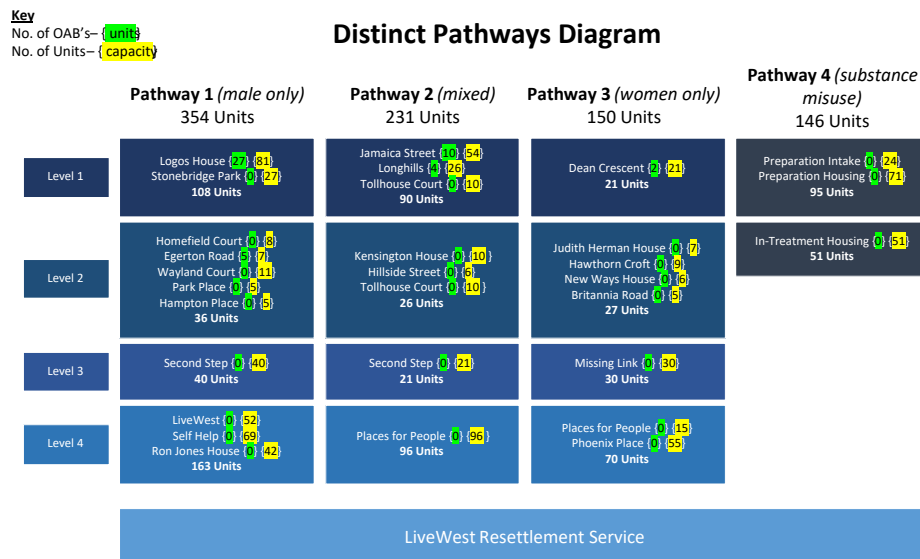 Key
No. of OAB's– { units}
No. of Units– { capacity}
Distinct Pathways Diagram
Pathway 1 (male only)
354 Units
Pathway 2 (mixed)
231 Units
Pathway 3 (women only)
150 Units
Pathway 4 (substance
misuse)
146 Units
Level 1
Logos House {27} {81}
Stonebridge Park {0} {27}
108 Units
Jamaica Street {10} {54}
Longhills { } {26}
Tollhouse Court {0} {10}
90 Units
Dean Crescent {2} {21}
21 Units
Preparation Intake {0} {24}
Preparation Housing {0} {71}
95 Units
Level 2
Homefield Court {0} {8}
Egerton Road {5} {7}
Wayland Court {0} {11}
Park Place {0} {5}
Hampton Place {0} {5}
36 Units
Kensington House {0} {10 }
Hillside Street {0} {6}
Tollhouse Court {0} {10 }
26 Units
Judith Herman House {0} {7}
Hawthorn Croft {0} {9}
New Ways House {0} {6}
Britannia Road {0} {5}
27 Units
In-Treatment Housing {0} {51}
51 Units
Level 3
Second Step {0} {40}
40 Units
Second Step {0} {21}
21 Units
Missing Link {0} {30}
30 Units
Level 4
LiveWest {0} {52}
Self Help {0} {69}
Ron Jones House {0} {42}
163 Units
Places for People {0} {96}
96 Units
Places for People {0} {15}
Phoenix Place {0} {55}
70 Units
LiveWest Resettlement Service